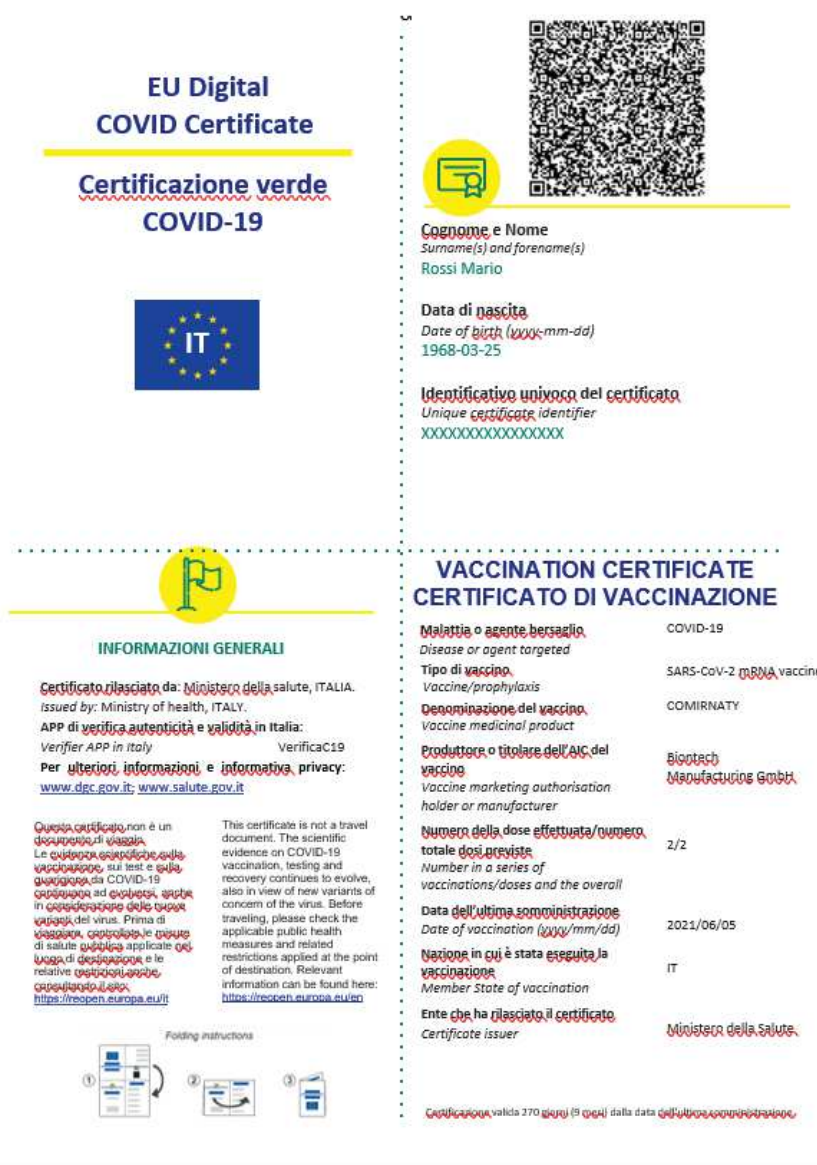 EU Digital
COVID Certificate
Certificazione verde
COVID-19
IT
Cognome e Nome
Surname(s) and forename(s)
Rossi Mario
Data di nascita
Date of birth (yyyy-mm-dd)
1968-03-25
Identificativo univoco del certificato
Unique certificate identifier
XXXXXXXXXXXXXXXX
INFORMAZIONI GENERALI
Certificato rilasciato da: Ministero della salute, ITALIA.
Issued by: Ministry of health, ITALY.
APP di verifica autenticità e validità in Italia:
Verifier APP in Italy VerificaC19
Per ulteriori informazioni e informativa privacy:
www.dgc.gov.it; www.salute.gov.it
Questo certificato non è un
documento di viaggio.
Le evidenze scientifiche sulla
vaccinazione, sui test e sulla
guarigione da COVID-19
continuano ad evolversi, anche
in considerazione delle nuove
varianti del virus. Prima di
viaggiare, controllate le misure
di salute pubblica applicate nel
luogo di destinazione e le
relative restrizioni anche
consultando il sito:
https://reopen.europa.eu/it
This certificate is not a travel
document. The scientific
evidence on COVID-19
vaccination, testing and
recovery continues to evolve,
also in view of new variants of
concern of the virus. Before
traveling, please check the
applicable public health
measures and related
restrictions applied at the point
of destination. Relevant
information can be found here:
https://reopen.europa.eu/en
Folding instructions
1
2
3
VACCINATION CERTIFICATE
CERTIFICATO DI VACCINAZIONE
Malattia o agente bersaglio COVID-19
Disease or agent targeted
Tipo di vaccino SARS-CoV-2 mRNA vaccine
Vaccine/prophylaxis
Denominazione del vaccino COMIRNATY
Vaccine medicinal product
Produttore o titolare dell'AIC del
vaccino
Biontech
Manufacturing GmbH
Vaccine marketing authorisation
holder or manufacturer
Numero della dose effettuata/numero
totale dosi previste 2/2
Number in a series of
vaccinations/doses and the overall
Data dell'ultima somministrazione
Date of vaccination (yyyy/mm/dd) 2021/06/05
Nazione in cui è stata eseguita la
vaccinazione IT
Member State of vaccination
Ente che ha rilasciato il certificato
Certificate issuer Ministero della Salute
Certificazione valida 270 giorni (9 mesi) dalla data dell'ultima somministrazione